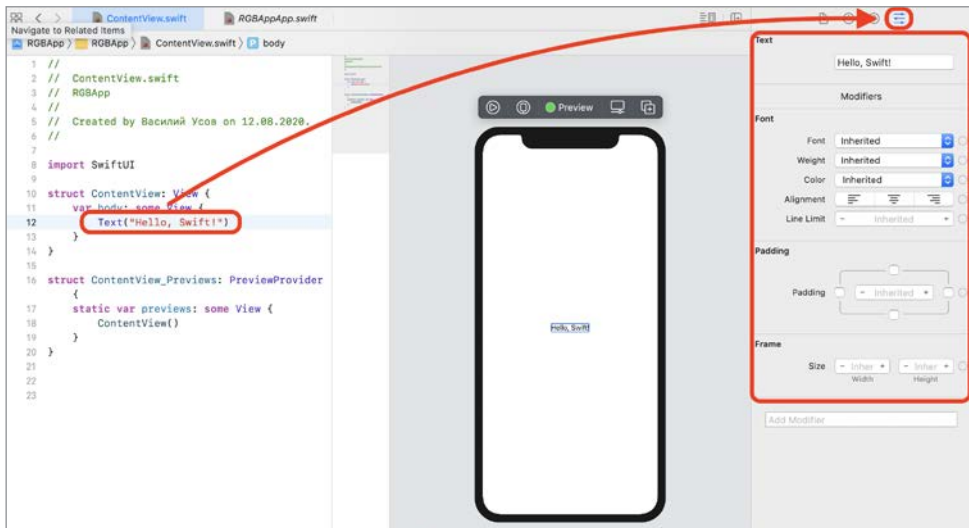 ContentView.swift
RGBAppApp.swift
Navigate to Related Items
RGBApp 〉 RGBApp 〉 ContentView.swift 〉 body
1 //
2 // ContentView.swift
3 // RGBApp
4 //
5 // Created by Василий Усов on 12.08.2020.
6 //
7
8 import SwiftUI
9
10 struct ContentView: View {
11 var body: some View {
12 Text("Hello, Swift!")
13 }
14 }
15
16 struct ContentView_Previews: PreviewProvider
{
17 static var previews: some View {
18 ContentView()
19 }
20 }
21
22
23
Preview
Hello, Swift!
Text
Hello, Swift!
Modifiers
Font
Font Inherited
Weight Inherited
Color Inherited
Alignment
Line Limit - Inherited +
Padding
Padding - Inherited +
Frame
Size - Inher + - Inher +
Width Height
Add Modifier